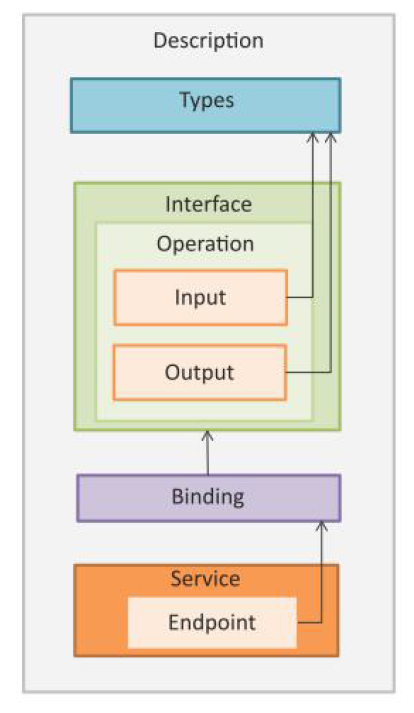 Description
Types
Interface
Operation
Input
Output
Binding
Service
Endpoint